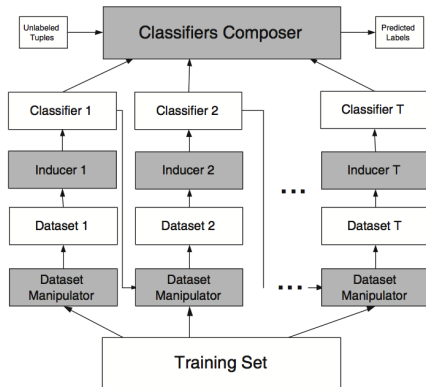 Unlabeled
Tuples
Classifiers Composer
Predicted
Labels
Classifier 1
Classifier 2
Classifier T
Inducer 1
Inducer 2
Inducer T
Dataset 1
Dataset 2
Dataset T
Dataset
Manipulator
Dataset
Manipulator
Dataset
Manipulator
Training Set